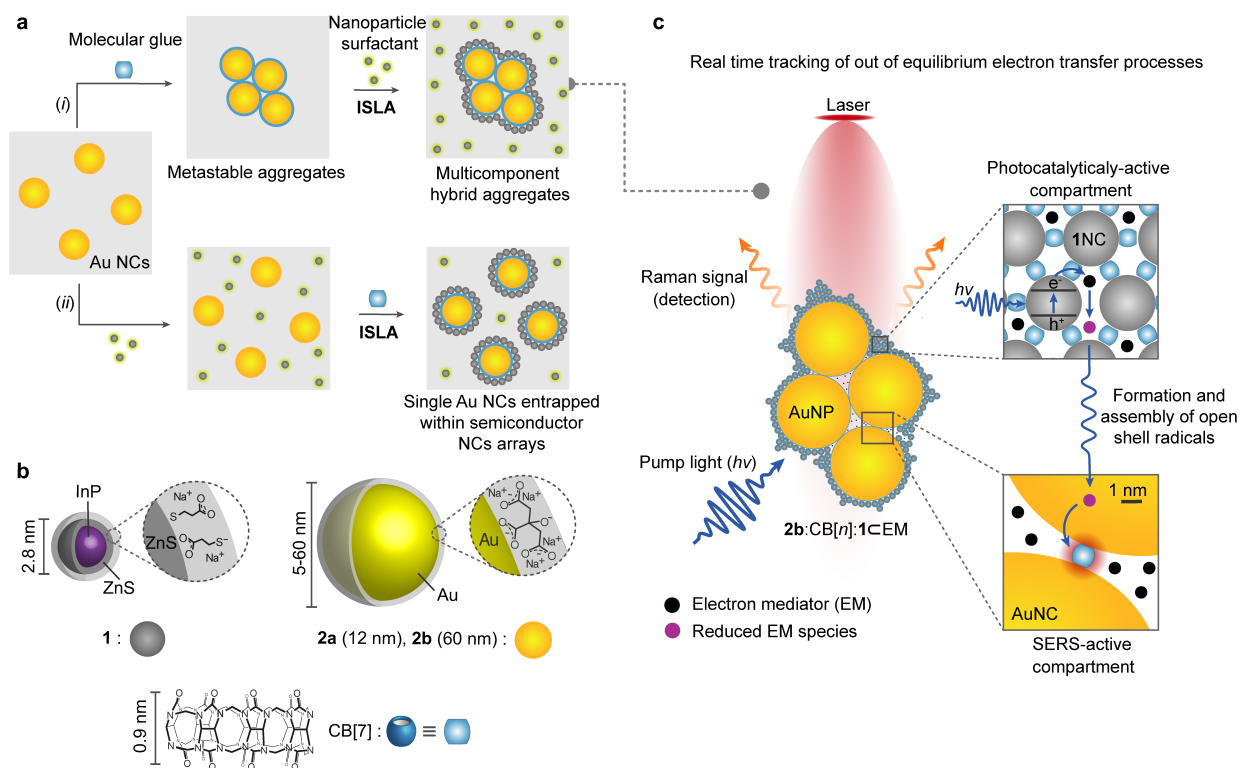 a
Molecular glue
(i)
Au NCs
(ii)
Metastable aggregates
Nanoparticle
surfactant
ISLA
Multicomponent
hybrid aggregates
ISLA
Single Au NCs entrapped
within semiconductor
NCs arrays
b
InP
2.8 nm
ZnS
Na+
S
O
O-
ZnS
O
-O
S-
Na+
1 :
5-60 nm
Au
Na+
O
O
Na+
Au
O
O-
O
O
Na+
Na+
2a (12 nm), 2b (60 nm) :
0.9 nm
O O O O
N N N N N N
N N N N N N
O O O O
CB[7] : ≡
c
Real time tracking of out of equilibrium electron transfer processes
Laser
Raman signal
(detection)
AuNP
Pump light (hv)
2b:CB[n]:1⊂EM
Electron mediator (EM)
Reduced EM species
Photocatalyticaly-active
compartment
1NC
hv
e-
h+
Formation and
assembly of open
shell radicals
1 nm
AuNC
SERS-active
compartment